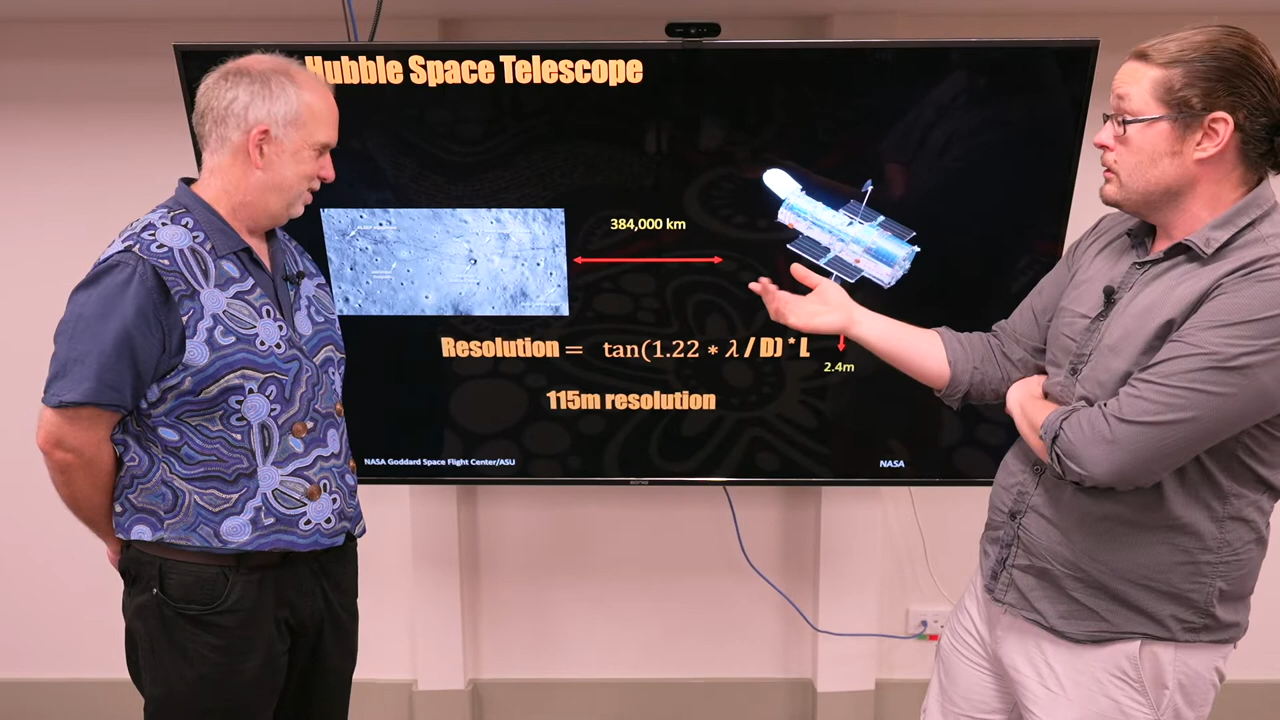 Hubble Space Telescope
384,000 km
Resolution = tan(1.22 ∗ λ / D) * L
2.4m
115m resolution
NASA Goddard Space Flight Center/ASU
NASA